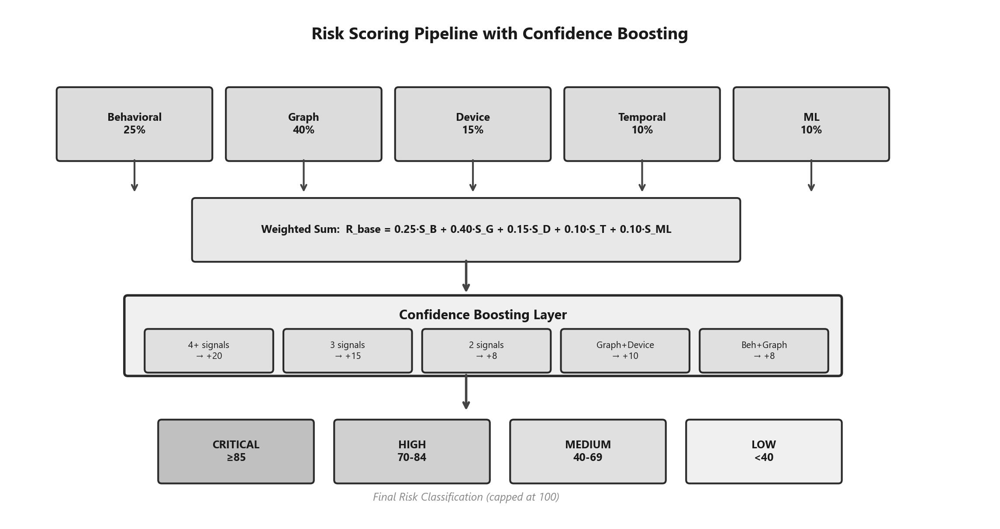 Risk Scoring Pipeline with Confidence Boosting
Behavioral
25%
Graph
40%
Device
15%
Temporal
10%
ML
10%
Weighted Sum:  R_base = 0.25·S_B + 0.40·S_G + 0.15·S_D + 0.10·S_T + 0.10·S_ML
Confidence Boosting Layer
4+ signals
→ +20
3 signals
→ +15
2 signals
→ +8
Graph+Device
→ +10
Beh+Graph
→ +8
CRITICAL
≥85
HIGH
70-84
MEDIUM
40-69
LOW
<40
Final Risk Classification (capped at 100)